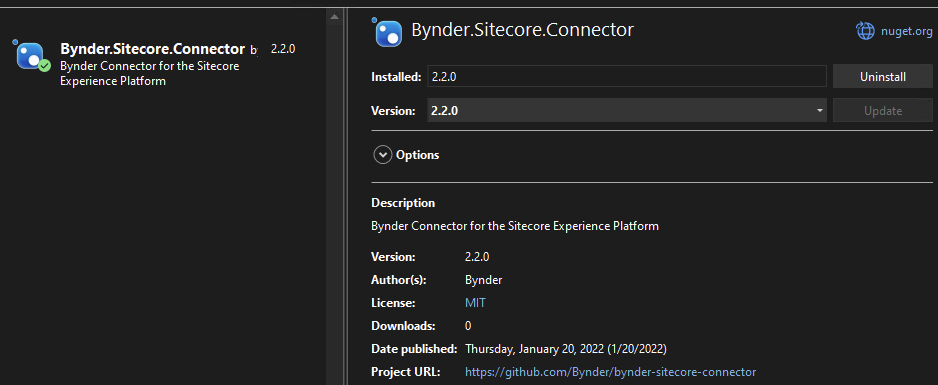 Bynder.Sitecore.Connector by 2.2.0
Bynder Connector for the Sitecore
Experience Platform
Bynder.Sitecore.Connector
nuget.org
Installed: 2.2.0 Uninstall
Version: 2.2.0 Update
Options
Description
Bynder Connector for the Sitecore Experience Platform
Version: 2.2.0
Author(s): Bynder
License: MIT
Downloads: 0
Date published: Thursday, January 20, 2022 (1/20/2022)
Project URL: https://github.com/Bynder/bynder-sitecore-connector